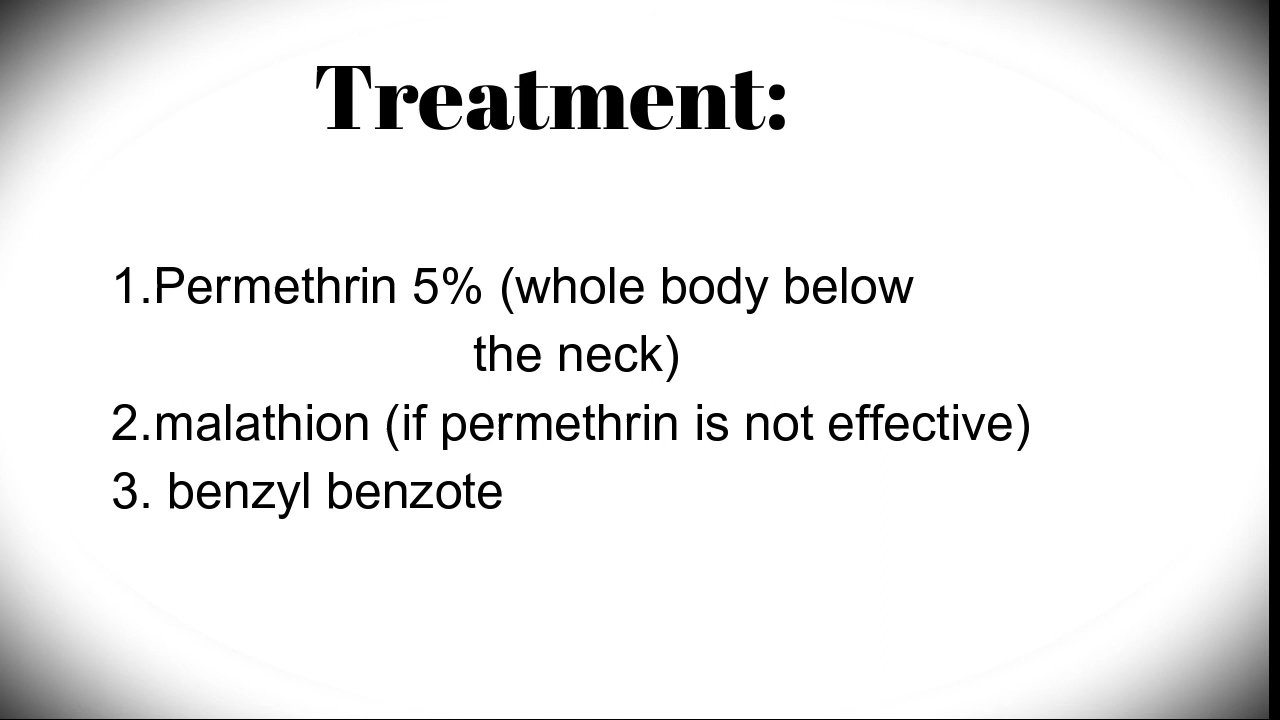 Treatment:
1.Permethrin 5% (whole body below
the neck)
2.malathion (if permethrin is not effective)
3. benzyl benzote